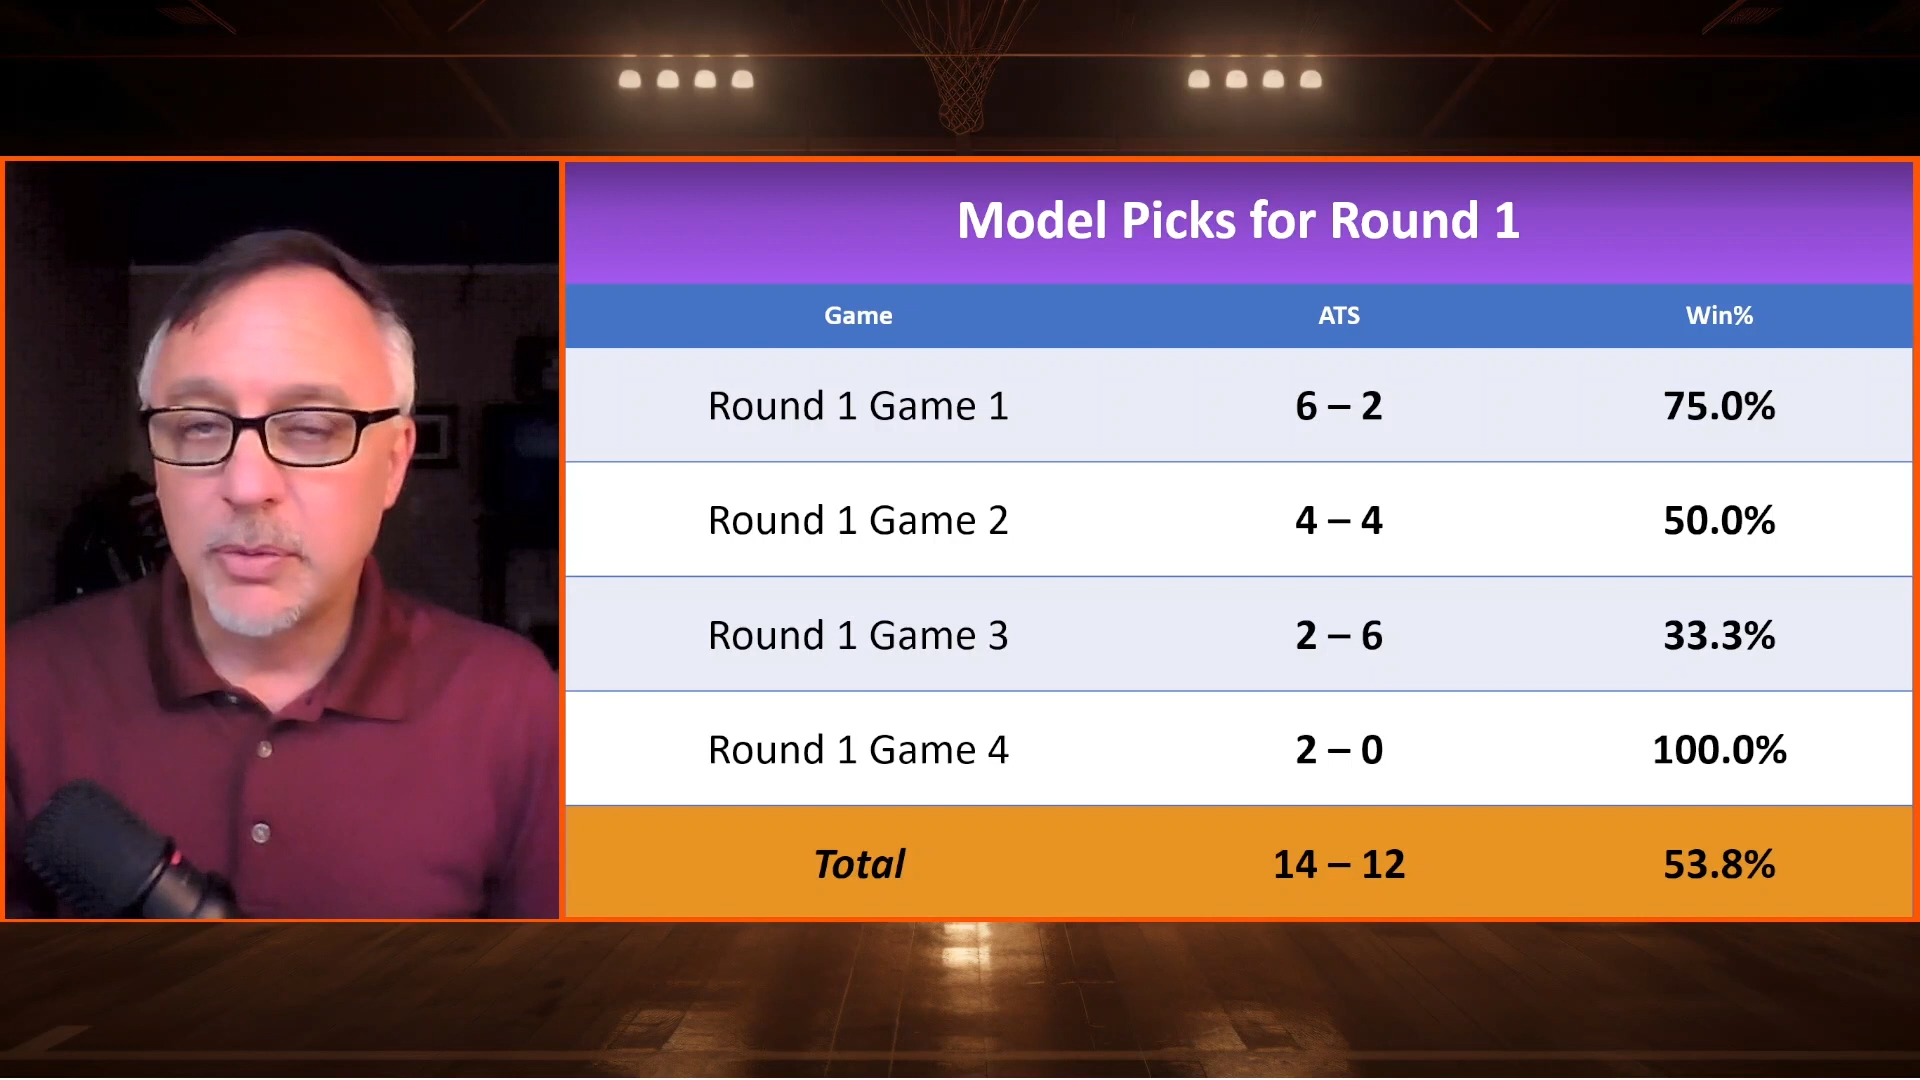 Model Picks for Round 1
Game ATS Win%
Round 1 Game 1 6 – 2 75.0%
Round 1 Game 2 4 – 4 50.0%
Round 1 Game 3 2 – 6 33.3%
Round 1 Game 4 2 – 0 100.0%
Total 14 – 12 53.8%